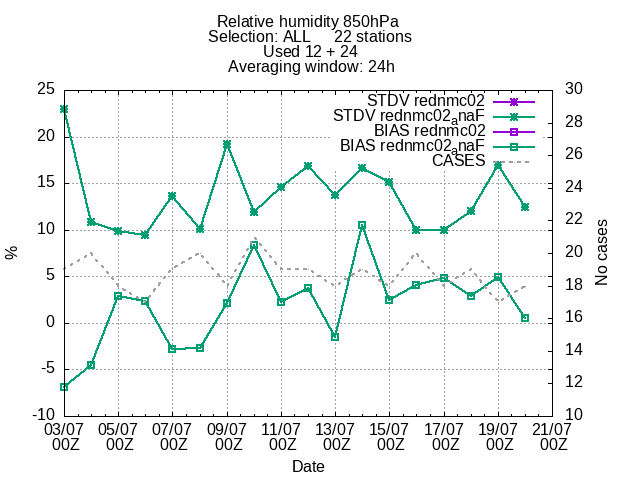 Relative humidity 850hPa
Selection: ALL     22 stations
Used 12 + 24
Averaging window: 24h
STDV rednmc02
STDV rednmc02_anaF
BIAS rednmc02
BIAS rednmc02_anaF
CASES
25
20
15
10
5
0
-5
-10
%
30
28
26
24
22
20
18
16
14
12
10
No cases
03/07 05/07 07/07 09/07 11/07 13/07 15/07 17/07 19/07 21/07
00Z 00Z 00Z 00Z 00Z 00Z 00Z 00Z 00Z 00Z
Date